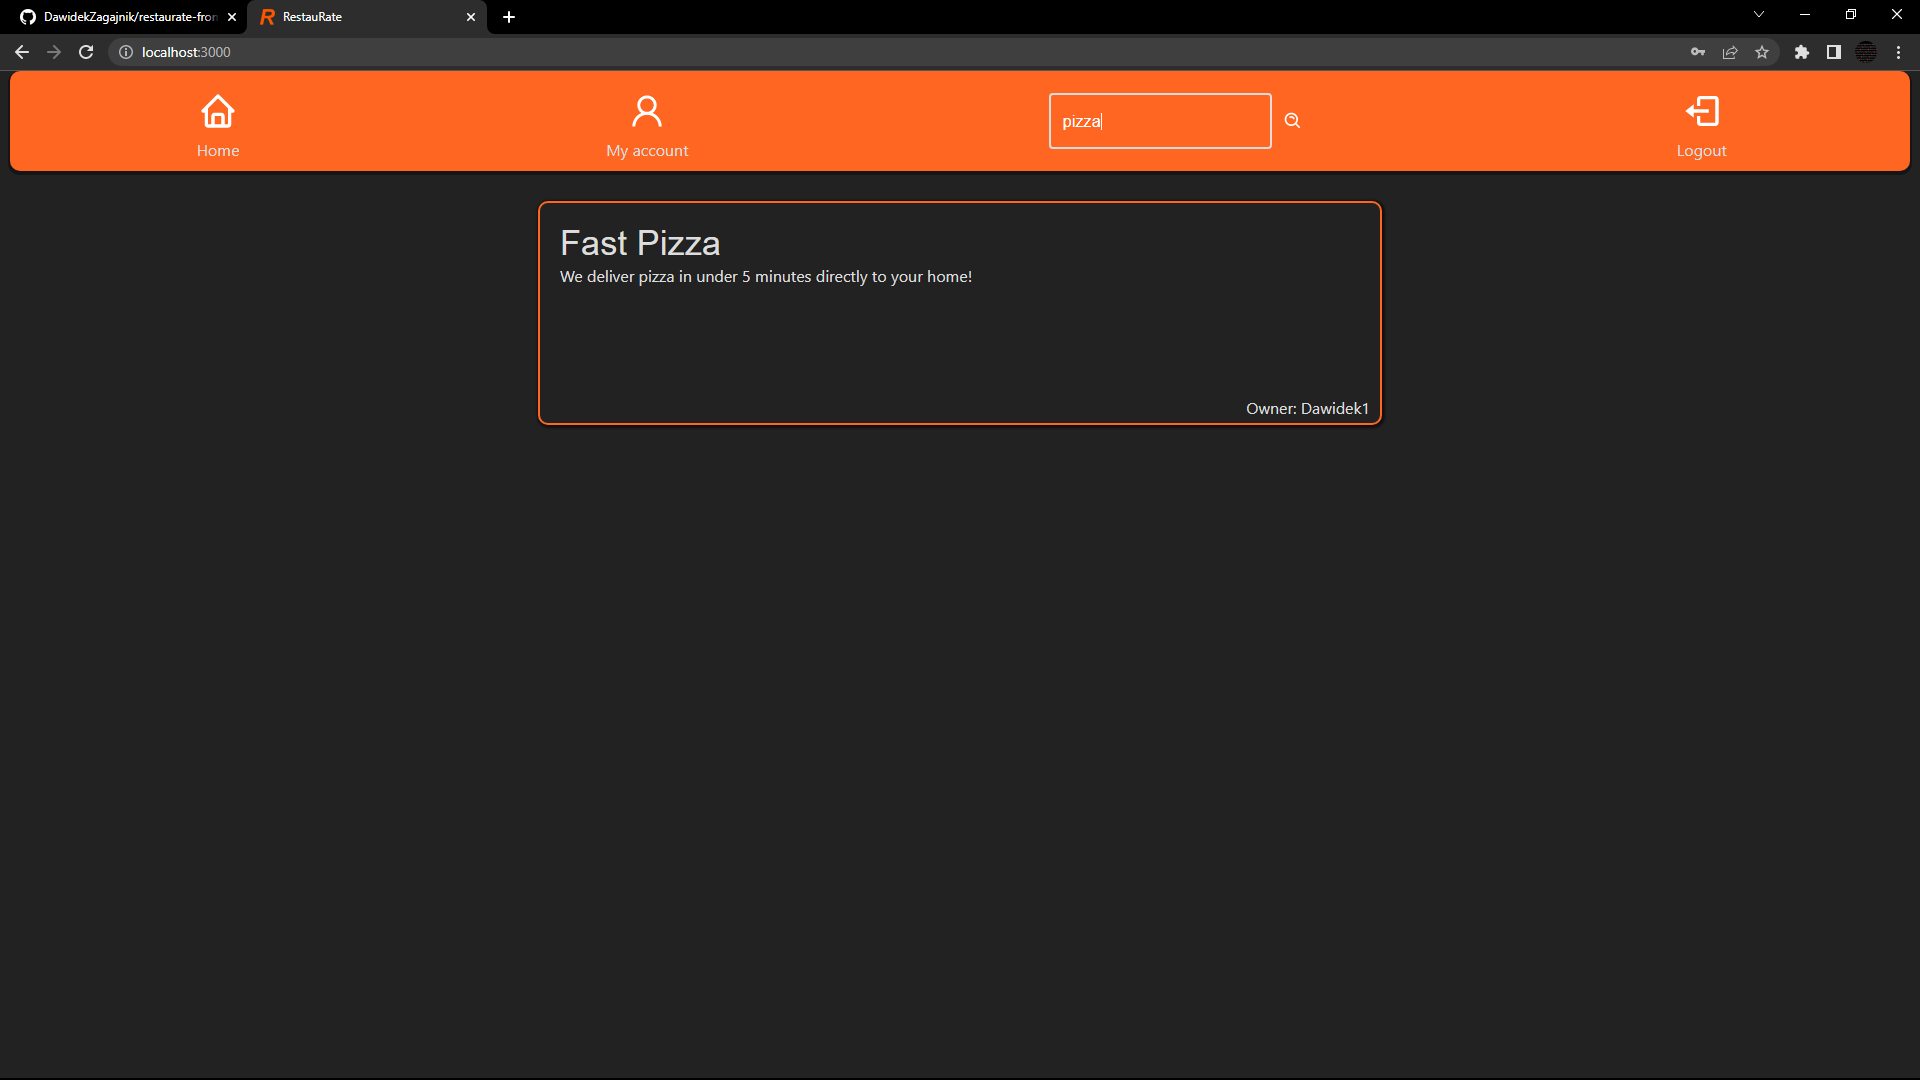 DawidekZagajnik/restaurate-fron
RestauRate
localhost:3000
pizza
Home
My account
Logout
Fast Pizza
We deliver pizza in under 5 minutes directly to your home!
Owner: Dawidek1